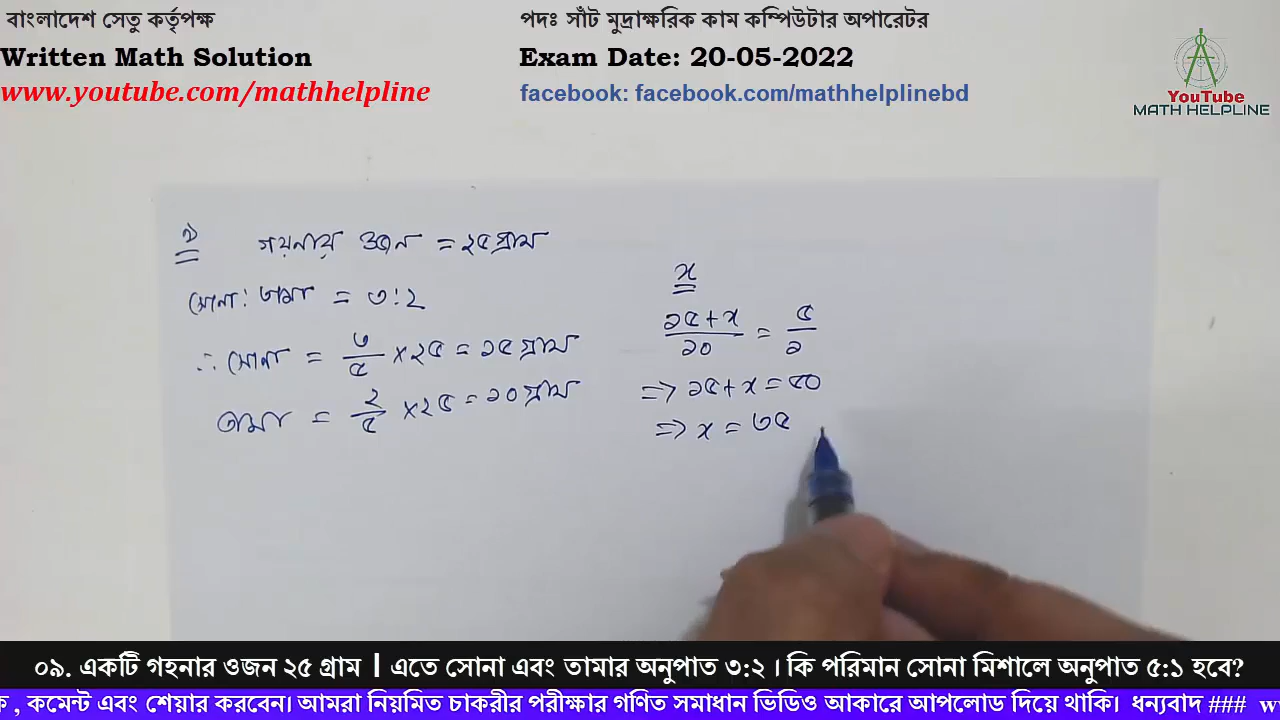 বাংলাদেশ সেতু কর্তৃপক্ষ
পদঃ সাঁট মুদ্রাক্ষরিক কাম কম্পিউটার অপারেটর
Written Math Solution
Exam Date: 20-05-2022
www.youtube.com/mathhelpline
facebook: facebook.com/mathhelplinebd
YouTube
MATH HELPLINE
৯ গয়নায় ওজন = ২৫ গ্রাম
সোনা : তামা = ৩:২
∴ সোনা = ৩/৫ × ২৫ = ১৫ গ্রাম
তামা = ২/৫ × ২৫ = ১০ গ্রাম
x
১৫+x/১০ = ৫/১
=> ১৫+x = ৫০
=> x = ৩৫
০৯. একটি গহনার ওজন ২৫ গ্রাম । এতে সোনা এবং তামার অনুপাত ৩:২ । কি পরিমান সোনা মিশালে অনুপাত ৫:১ হবে?
, কমেন্ট এবং শেয়ার করবেন। আমরা নিয়মিত চাকরীর পরীক্ষার গণিত সমাধান ভিডিও আকারে আপলোড দিয়ে থাকি। ধন্যবাদ ### w